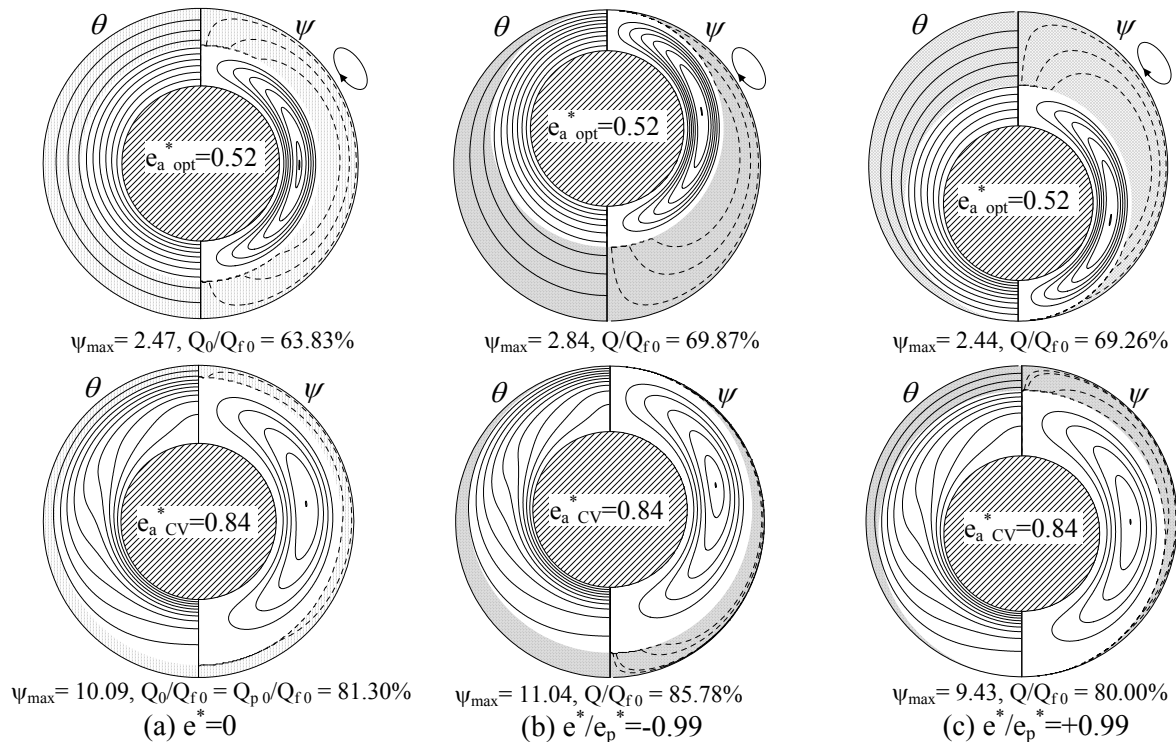 θ ψ θ ψ θ ψ
e_a^*_opt=0.52 e_a^*_opt=0.52 e_a^*_opt=0.52
ψ_max= 2.47, Q_0/Q_f0 = 63.83% ψ_max= 2.84, Q/Q_f0 = 69.87% ψ_max= 2.44, Q/Q_f0 = 69.26%
θ ψ θ ψ θ ψ
e_a^*_CV=0.84 e_a^*_CV=0.84 e_a^*_CV=0.84
ψ_max= 10.09, Q_0/Q_f0 = Q_p0/Q_f0 = 81.30% ψ_max= 11.04, Q/Q_f0 = 85.78% ψ_max= 9.43, Q/Q_f0 = 80.00%
(a) e^*=0 (b) e^*/e_p^*=-0.99 (c) e^*/e_p^*=+0.99